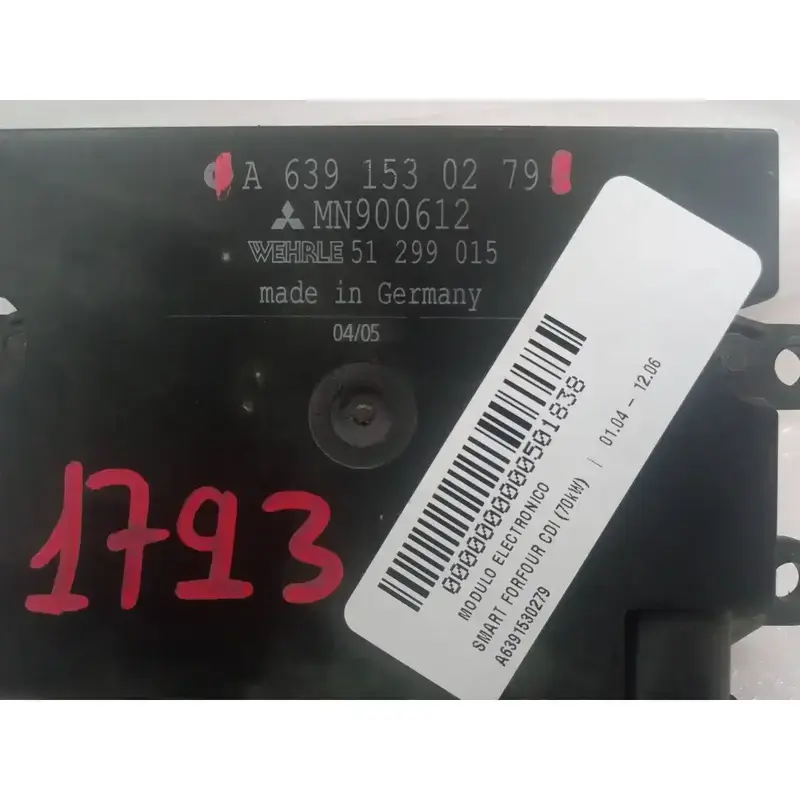 A 639 153 02 79
MN900612
WEHRLE 51 299 015
made in Germany
04/05
1793
0000000000501838
MODULO ELECTRONICO
SMART FORFOUR CDI (70kW) | 01.04 - 12.06
A6391530279